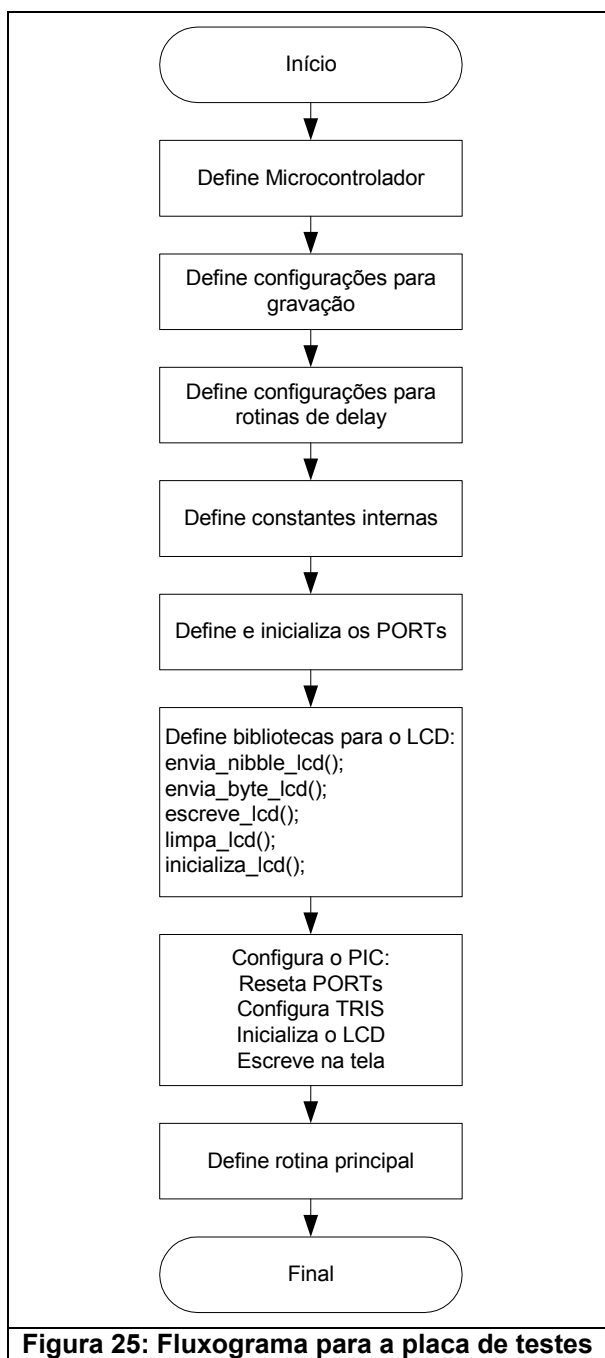 Início
Define Microcontrolador
Define configurações para
gravação
Define configurações para
rotinas de delay
Define constantes internas
Define e inicializa os PORTs
Define bibliotecas para o LCD:
envia_nibble_lcd();
envia_byte_lcd();
escreve_lcd();
limpa_lcd();
inicializa_lcd();
Configura o PIC:
Reseta PORTs
Configura TRIS
Inicializa o LCD
Escreve na tela
Define rotina principal
Final
Figura 25: Fluxograma para a placa de testes